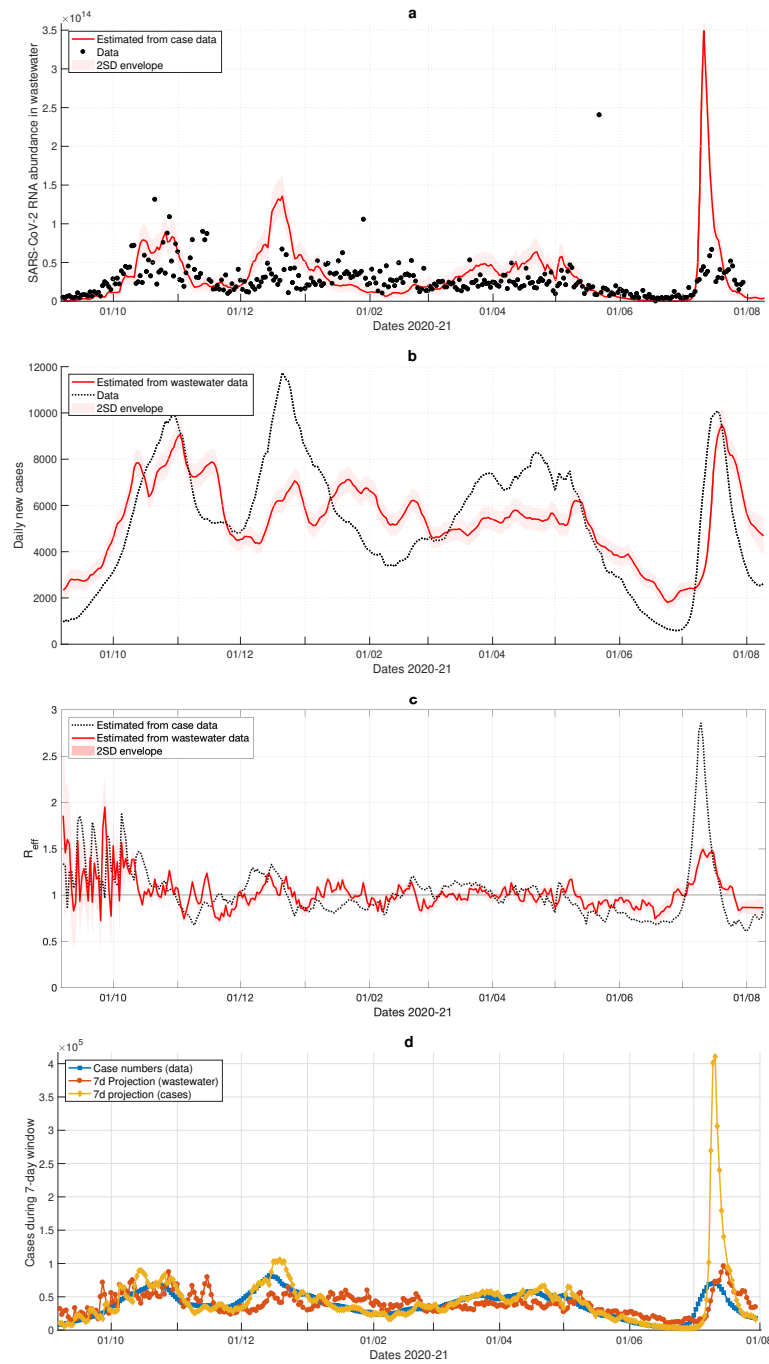 a
×10^14
3.5
3
2.5
2
1.5
1
0.5
0
SARS-CoV-2 RNA abundance in wastewater
Estimated from case data
Data
2SD envelope
01/10 01/12 01/02 01/04 01/06 01/08
Dates 2020-21
b
12000
10000
8000
6000
4000
2000
0
Daily new cases
Estimated from wastewater data
Data
2SD envelope
01/10 01/12 01/02 01/04 01/06 01/08
Dates 2020-21
c
3
2.5
2
1.5
1
0.5
0
R_eff
Estimated from case data
Estimated from wastewater data
2SD envelope
01/10 01/12 01/02 01/04 01/06 01/08
Dates 2020-21
d
×10^5
4
3.5
3
2.5
2
1.5
1
0.5
0
Cases during 7-day window
Case numbers (data)
7d Projection (wastewater)
7d projection (cases)
01/10 01/12 01/02 01/04 01/06 01/08
Dates 2020-21